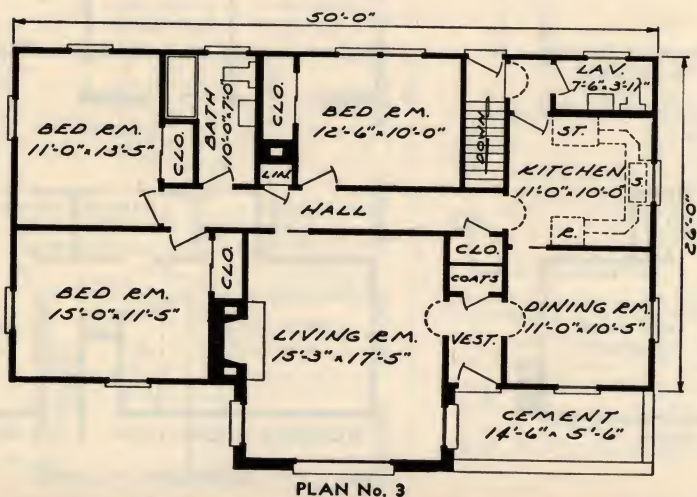 50'-0"
BED RM.
11'-0" x 13'-5"
CLO.
BATH
10'-0" x 7'-0"
CLO.
LIN.
BED RM.
12'-6" x 10'-0"
DOWN
LAV.
7'-6" x 3'-11"
ST.
KITCHEN
11'-0" x 10'-0"
S.
R.
26'-0"
HALL
CLO.
COATS
CLO.
BED RM.
15'-0" x 11'-5"
LIVING RM.
15'-3" x 17'-5"
VEST.
DINING RM.
11'-0" x 10'-5"
CEMENT
14'-6" x 5'-6"
PLAN No. 3